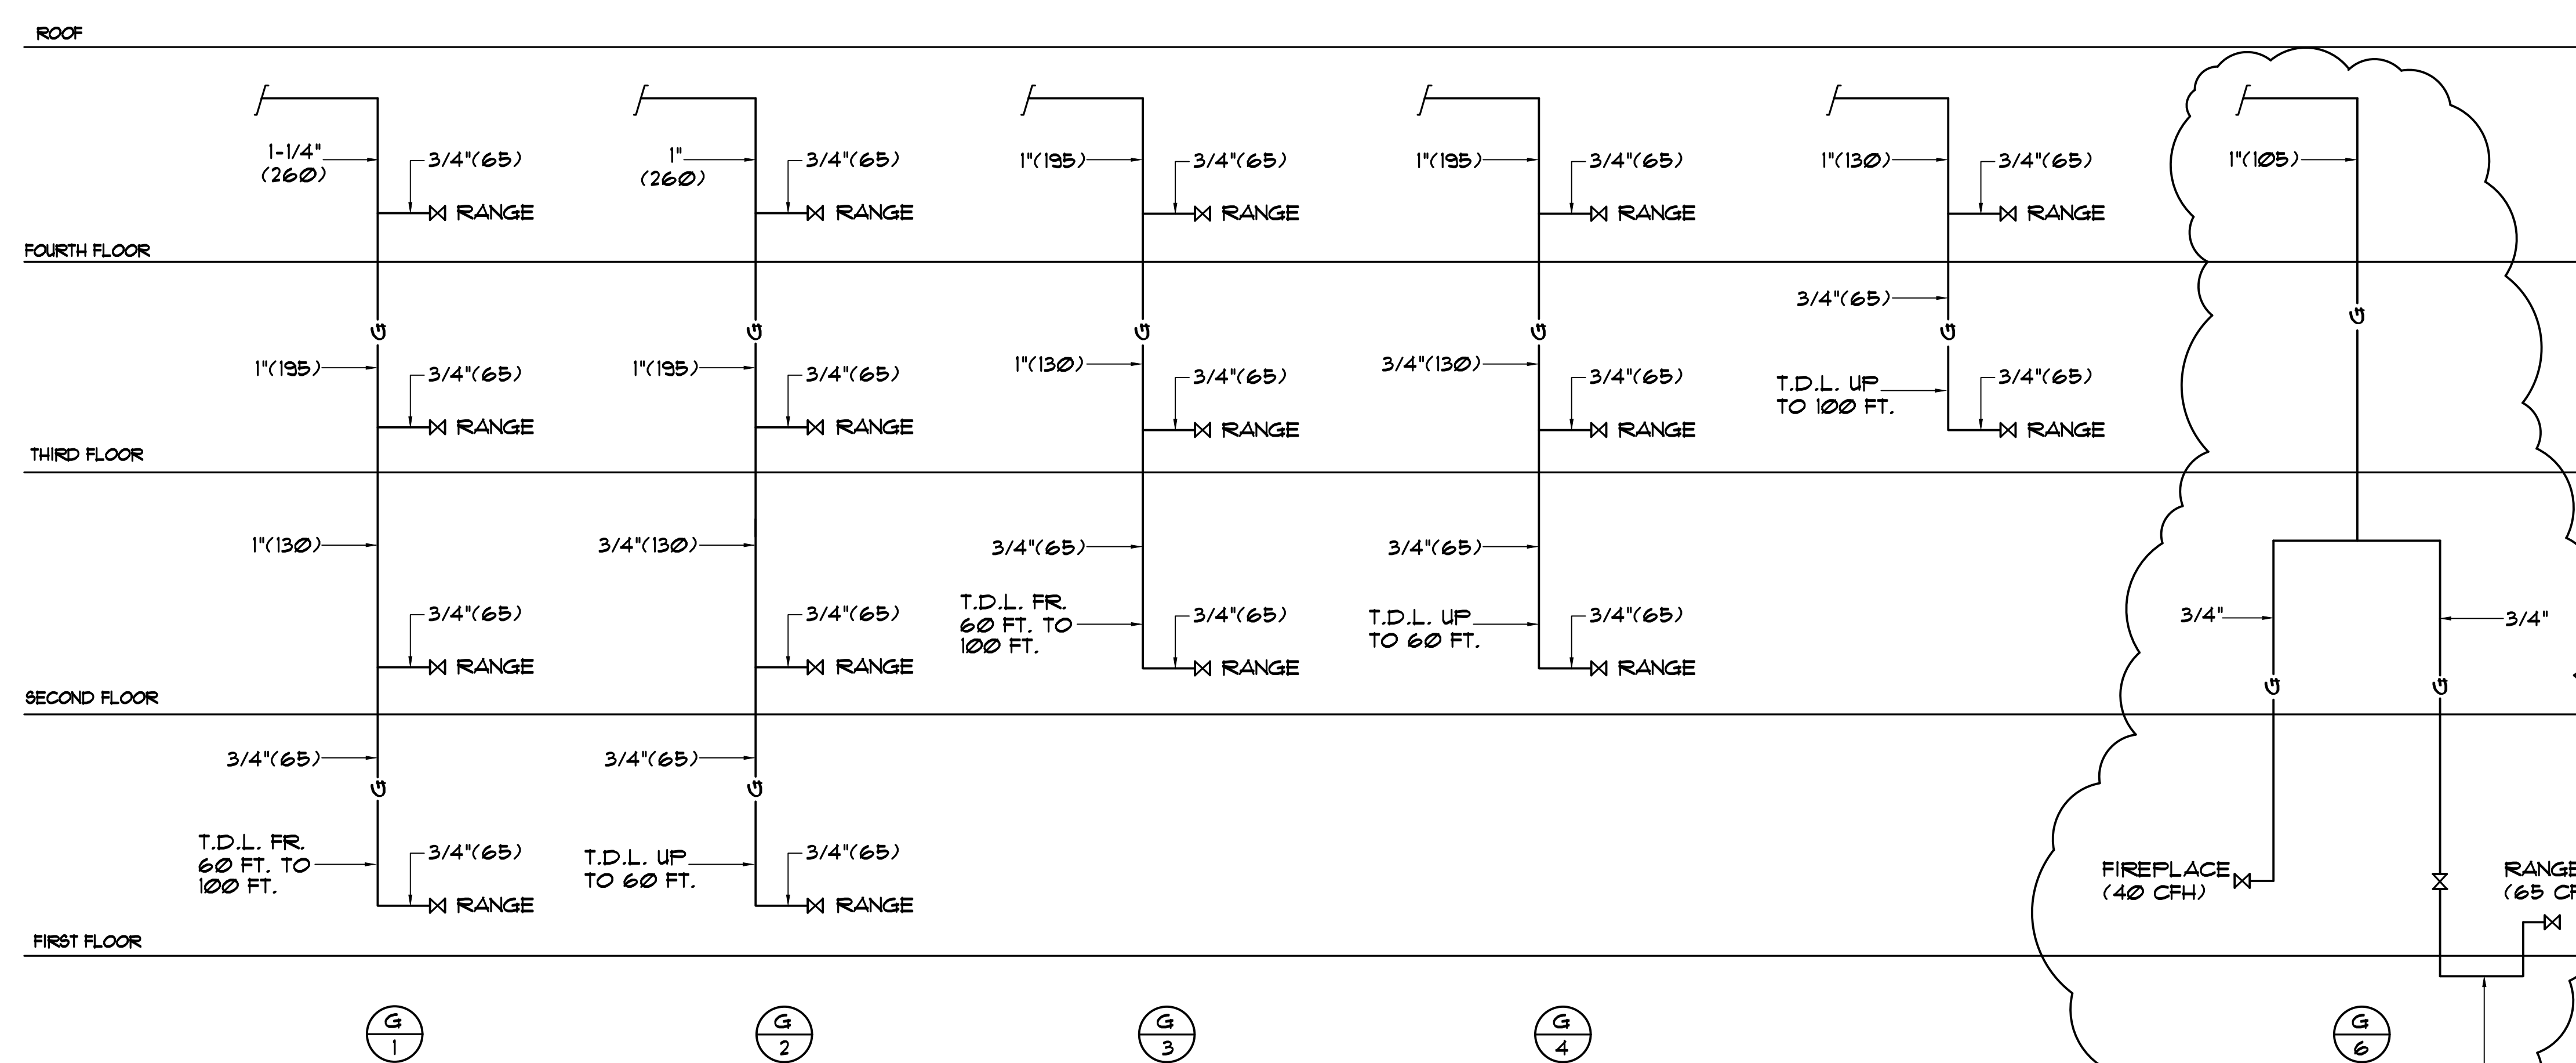 ROOF
1-1/4"
(260)
3/4"(65)
RANGE
1"
(260)
3/4"(65)
RANGE
1"(195)
3/4"(65)
RANGE
1"(195)
3/4"(65)
RANGE
1"(130)
3/4"(65)
RANGE
1"(105)
FOURTH FLOOR
G
1"(195)
3/4"(65)
RANGE
G
1"(195)
3/4"(65)
RANGE
G
1"(130)
3/4"(65)
RANGE
G
3/4"(130)
3/4"(65)
RANGE
3/4"(65)
G
T.D.L. UP
TO 100 FT.
3/4"(65)
RANGE
G
THIRD FLOOR
1"(130)
3/4"(65)
RANGE
3/4"(130)
3/4"(65)
RANGE
3/4"(65)
T.D.L. FR.
60 FT. TO
100 FT.
3/4"(65)
RANGE
3/4"(65)
T.D.L. UP
TO 60 FT.
3/4"(65)
RANGE
3/4"
3/4"
G
G
SECOND FLOOR
3/4"(65)
G
T.D.L. FR.
60 FT. TO
100 FT.
3/4"(65)
RANGE
3/4"(65)
G
T.D.L. UP
TO 60 FT.
3/4"(65)
RANGE
FIREPLACE
(40 CFH)
RANGE
(65 CF
FIRST FLOOR
G
1
G
2
G
3
G
4
G
6